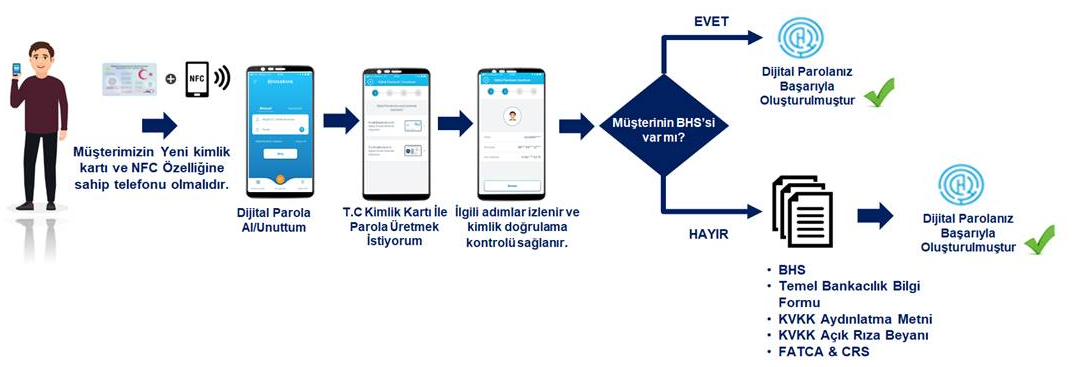 NFC
Müşterimizin Yeni kimlik
kartı ve NFC Özelliğine
sahip telefonu olmalıdır.
Dijital Parola
Al/Unuttum
T.C Kimlik Kartı İle
Parola Üretmek
İstiyorum
İlgili adımlar izlenir ve
kimlik doğrulama
kontrolü sağlanır.
Müşterinin BHS'si
var mı?
EVET
Dijital Parolanız
Başarıyla
Oluşturulmuştur
HAYIR
BHS
Temel Bankacılık Bilgi
Formu
KVKK Aydınlatma Metni
KVKK Açık Rıza Beyanı
FATCA & CRS
Dijital Parolanız
Başarıyla
Oluşturulmuştur